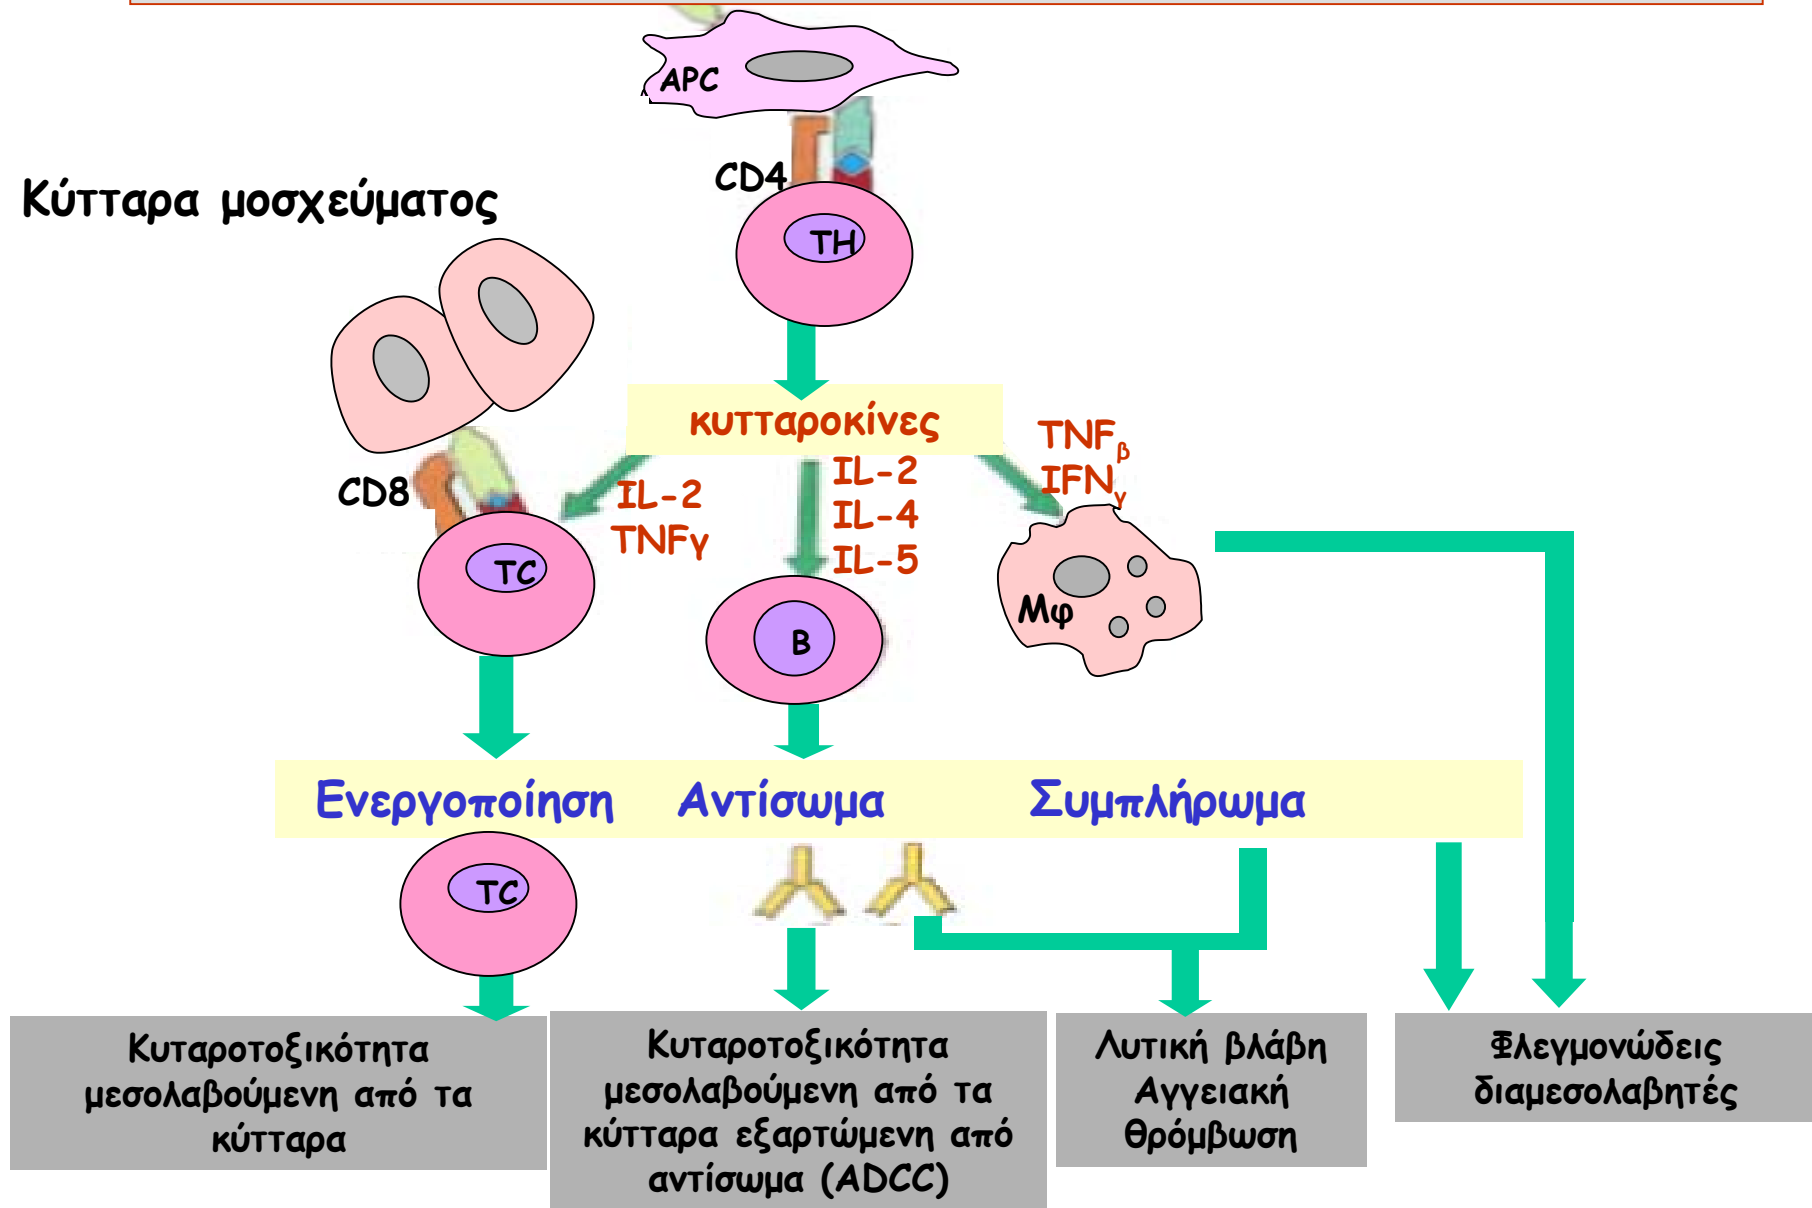 APC
CD4
Κύτταρα μοσχεύματος
TH
κυτταροκίνες
TNFβ
IFNγ
IL-2
IL-4
IL-5
IL-2
TNFγ
CD8
TC
B
Μφ
Ενεργοποίηση Αντίσωμα Συμπλήρωμα
TC
Κυταροτοξικότητα
μεσολαβούμενη από τα
κύτταρα
Κυταροτοξικότητα
μεσολαβούμενη από τα
κύτταρα εξαρτώμενη από
αντίσωμα (ADCC)
Λυτική βλάβη
Αγγειακή
θρόμβωση
Φλεγμονώδεις
διαμεσολαβητές